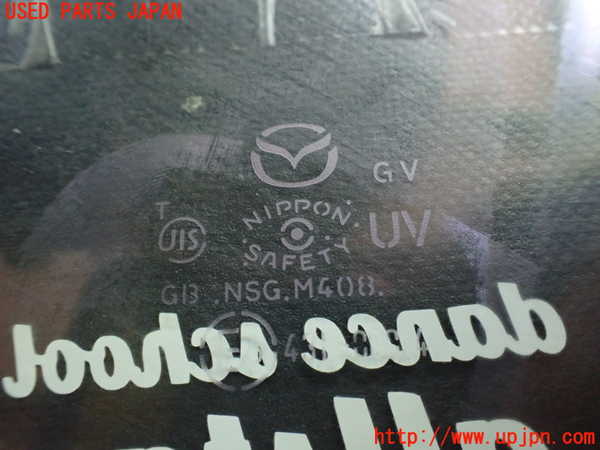 USED PARTS JAPAN
GV
T
NIPPON
UV
JIS
SAFETY
GB .NSG.M408.
dance school
http://www.upjpn.com/